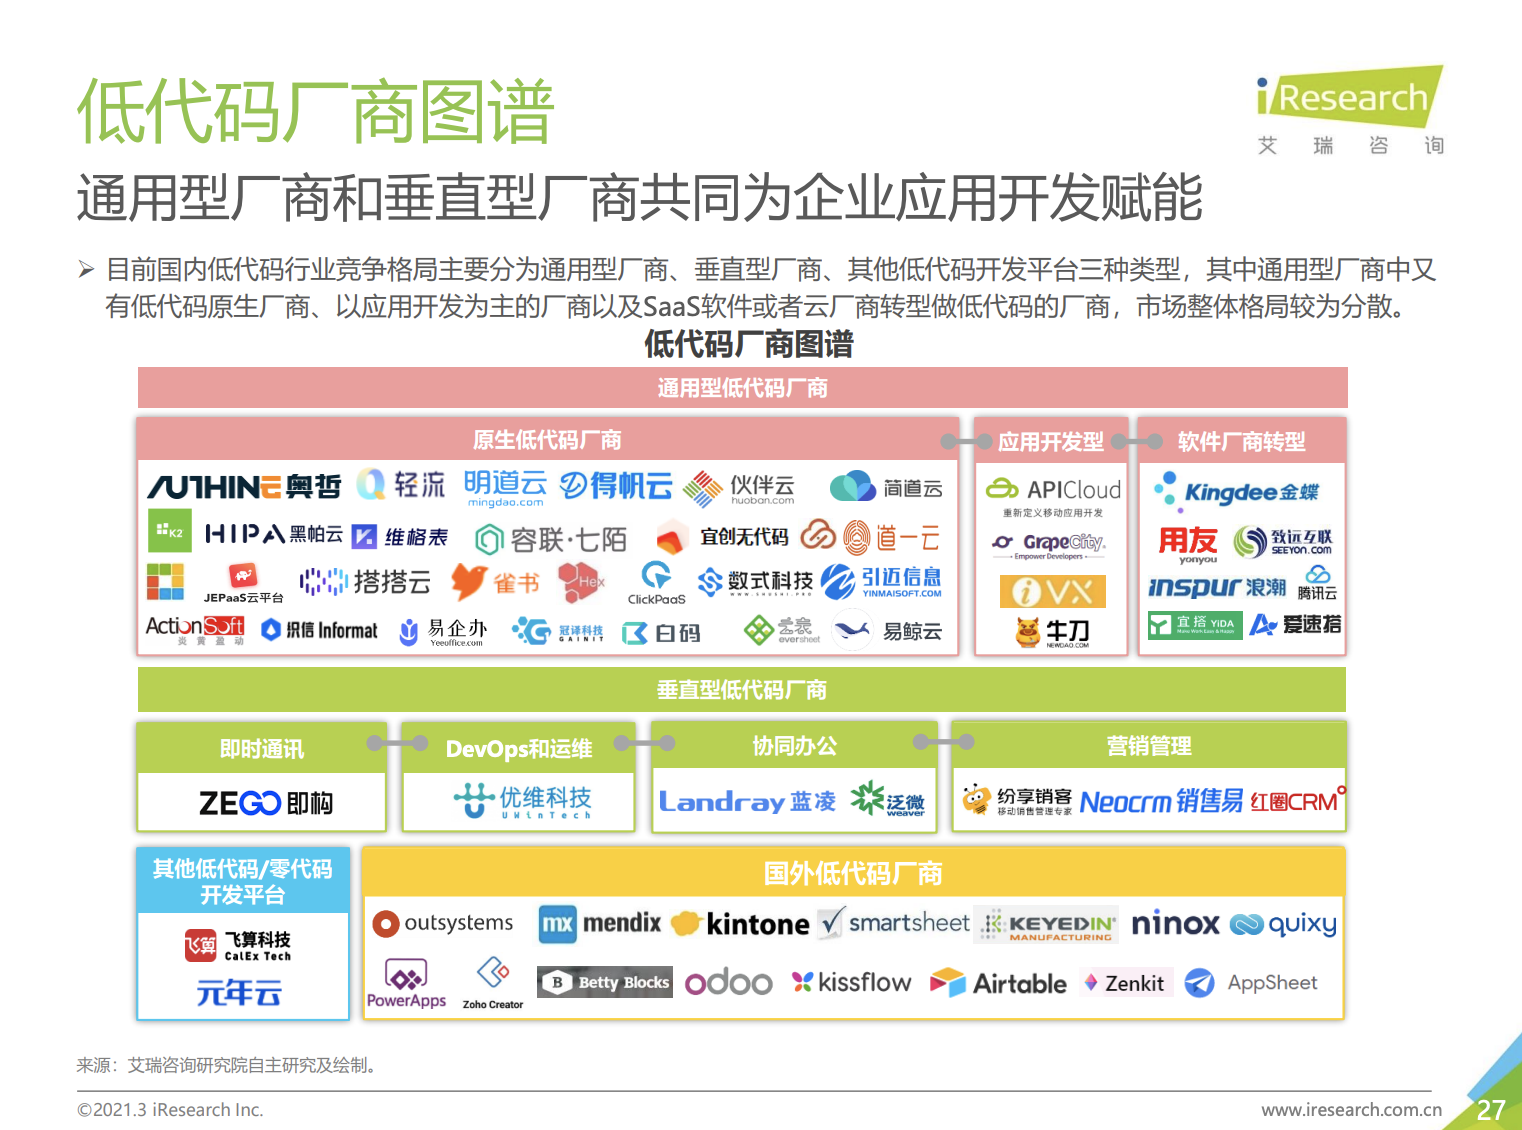 低代码厂商图谱
iResearch
艾瑞咨询
通用型厂商和垂直型厂商共同为企业应用开发赋能
目前国内低代码行业竞争格局主要分为通用型厂商、垂直型厂商、其他低代码开发平台三种类型，其中通用型厂商中又
有低代码原生厂商、以应用开发为主的厂商以及SaaS软件或者云厂商转型做低代码的厂商，市场整体格局较为分散。
低代码厂商图谱
通用型低代码厂商
原生低代码厂商
AUTHINE奥哲 轻流 明道云 得帆云 伙伴云 简道云
mingdao.com huoban.com
K2 HIPA黑帕云 维格表 容联·七陌 宜创无代码 道一云
JEPaaS云平台 搭搭云 雀书 Hex ClickPaaS 数式科技 引迈信息
WWW.SHUSHI.PRO YINMAISOFT.COM
ActionSoft 炽信Informat 易企办 冠译科技 白码 云表 易鲸云
炎黄盈动 Yeeoffice.com GAINIT eversheet
应用开发型
APICloud
重新定义移动应用开发
GrapeCity
Empower Developers
iVX
牛刀
NEWDAO.COM
软件厂商转型
Kingdee金蝶
用友 致远互联
yonyou SEEYON.COM
inspur 浪潮 腾讯云
宜搭 YiDA 爱速搭
Make Work Easy & Happy
垂直型低代码厂商
即时通讯
ZEGO即构
DevOps和运维
优维科技
UWinTech
协同办公
Landray蓝凌 泛微
weaver
营销管理
纷享销客 Neocrm 销售易 红圈CRM
移动销售管理专家
其他低代码/零代码
开发平台
飞算 飞算科技
CalEx Tech
元年云
国外低代码厂商
outsystems mx mendix kintone smartsheet KEYEDIN ninox quixy
MANUFACTURING
PowerApps Zoho Creator B Betty Blocks odoo kissflow Airtable Zenkit AppSheet
来源：艾瑞咨询研究院自主研究及绘制。
©2021.3 iResearch Inc.
www.iresearch.com.cn
27